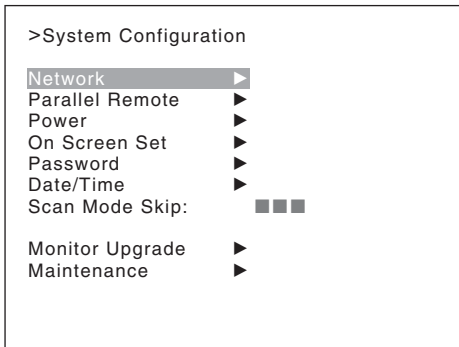 >System Configuration
Network ▶
Parallel Remote ▶
Power ▶
On Screen Set ▶
Password ▶
Date/Time ▶
Scan Mode Skip: ■■■
Monitor Upgrade ▶
Maintenance ▶